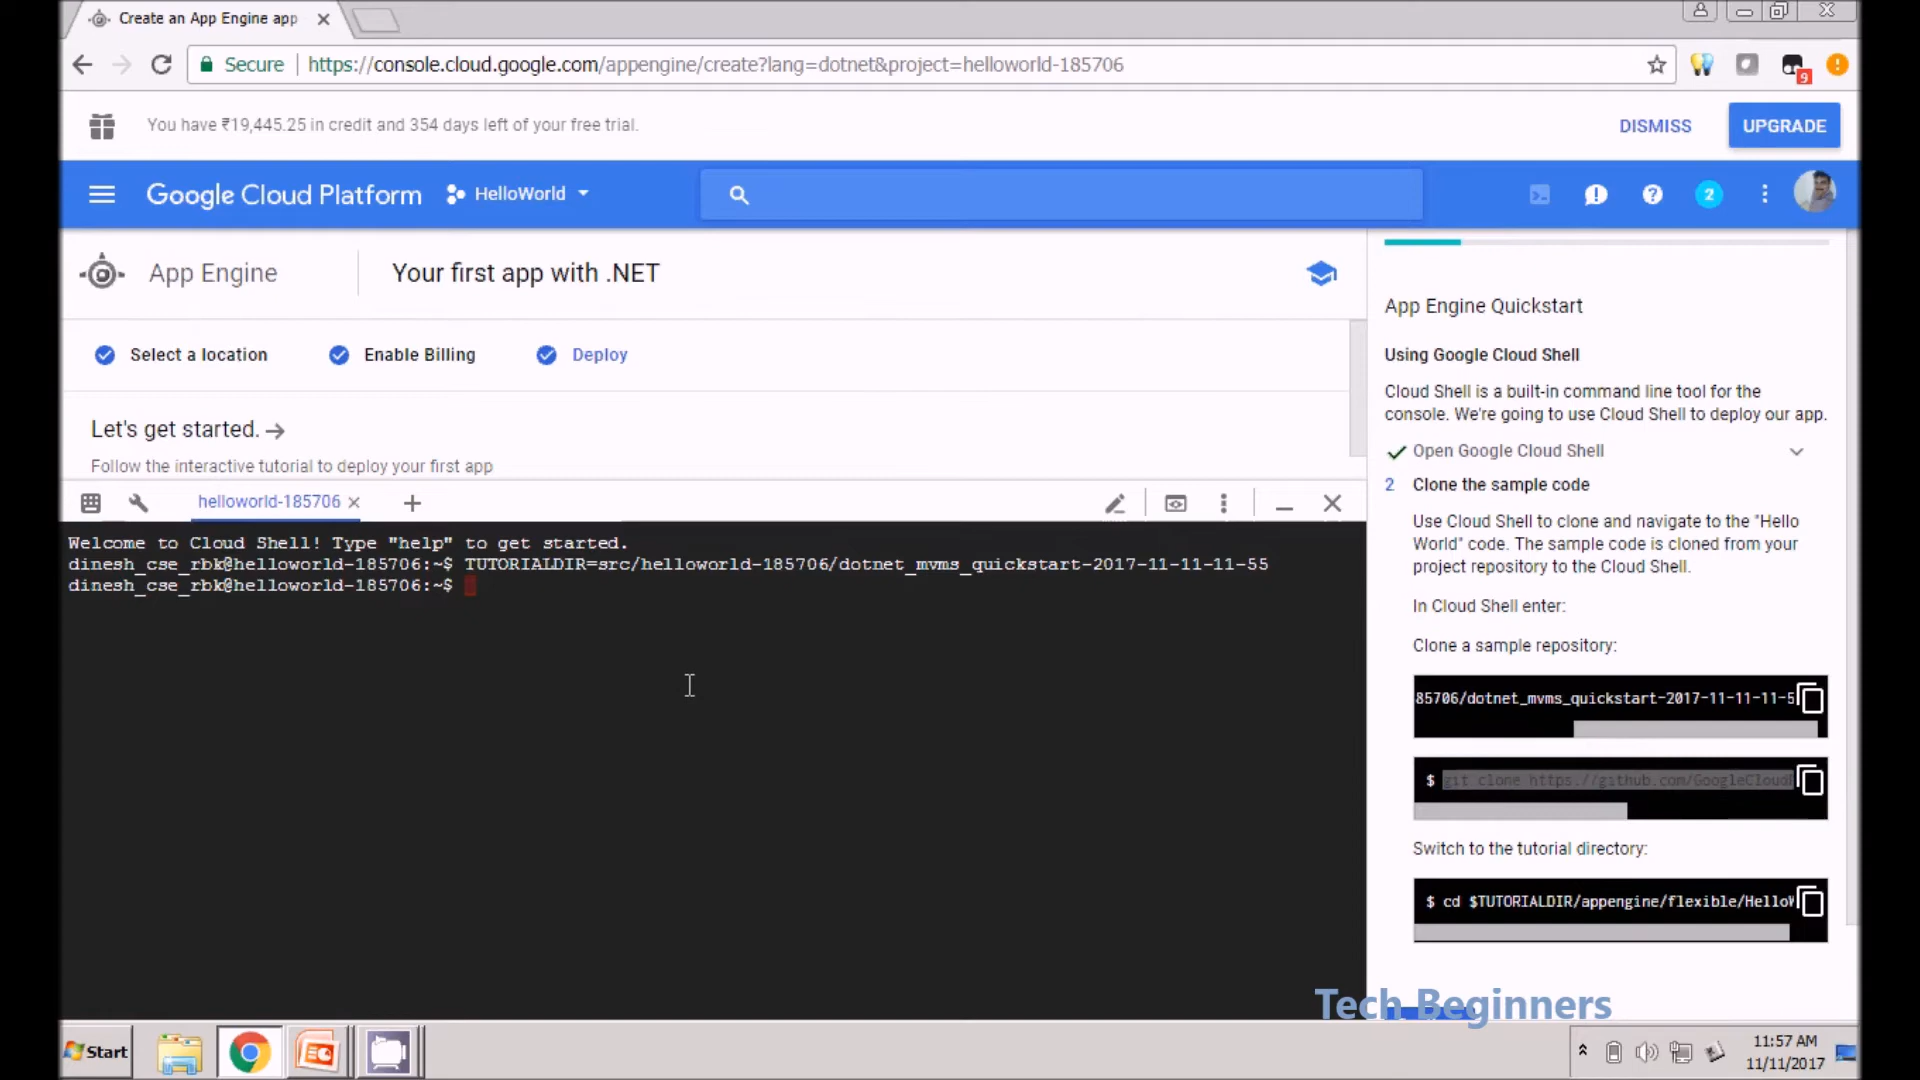 Create an App Engine app
Secure
https://console.cloud.google.com/appengine/create?lang=dotnet&project=helloworld-185706
9
You have ₹19,445.25 in credit and 354 days left of your free trial.
DISMISS
UPGRADE
Google Cloud Platform
HelloWorld
2
App Engine
Your first app with .NET
Select a location
Enable Billing
Deploy
Let's get started.
Follow the interactive tutorial to deploy your first app
helloworld-185706
Welcome to Cloud Shell! Type "help" to get started.
dinesh_cse_rbk@helloworld-185706:~$ TUTORIALDIR=src/helloworld-185706/dotnet_mvms_quickstart-2017-11-11-11-55
dinesh_cse_rbk@helloworld-185706:~$
App Engine Quickstart
Using Google Cloud Shell
Cloud Shell is a built-in command line tool for the
console. We're going to use Cloud Shell to deploy our app.
Open Google Cloud Shell
2 Clone the sample code
Use Cloud Shell to clone and navigate to the "Hello
World" code. The sample code is cloned from your
project repository to the Cloud Shell.
In Cloud Shell enter:
Clone a sample repository:
85706/dotnet_mvms_quickstart-2017-11-11-11-5
$ git clone https://github.com/GoogleCloud
Switch to the tutorial directory:
$ cd $TUTORIALDIR/appengine/flexible/Hello
Tech Beginners
Start
11:57 AM
11/11/2017